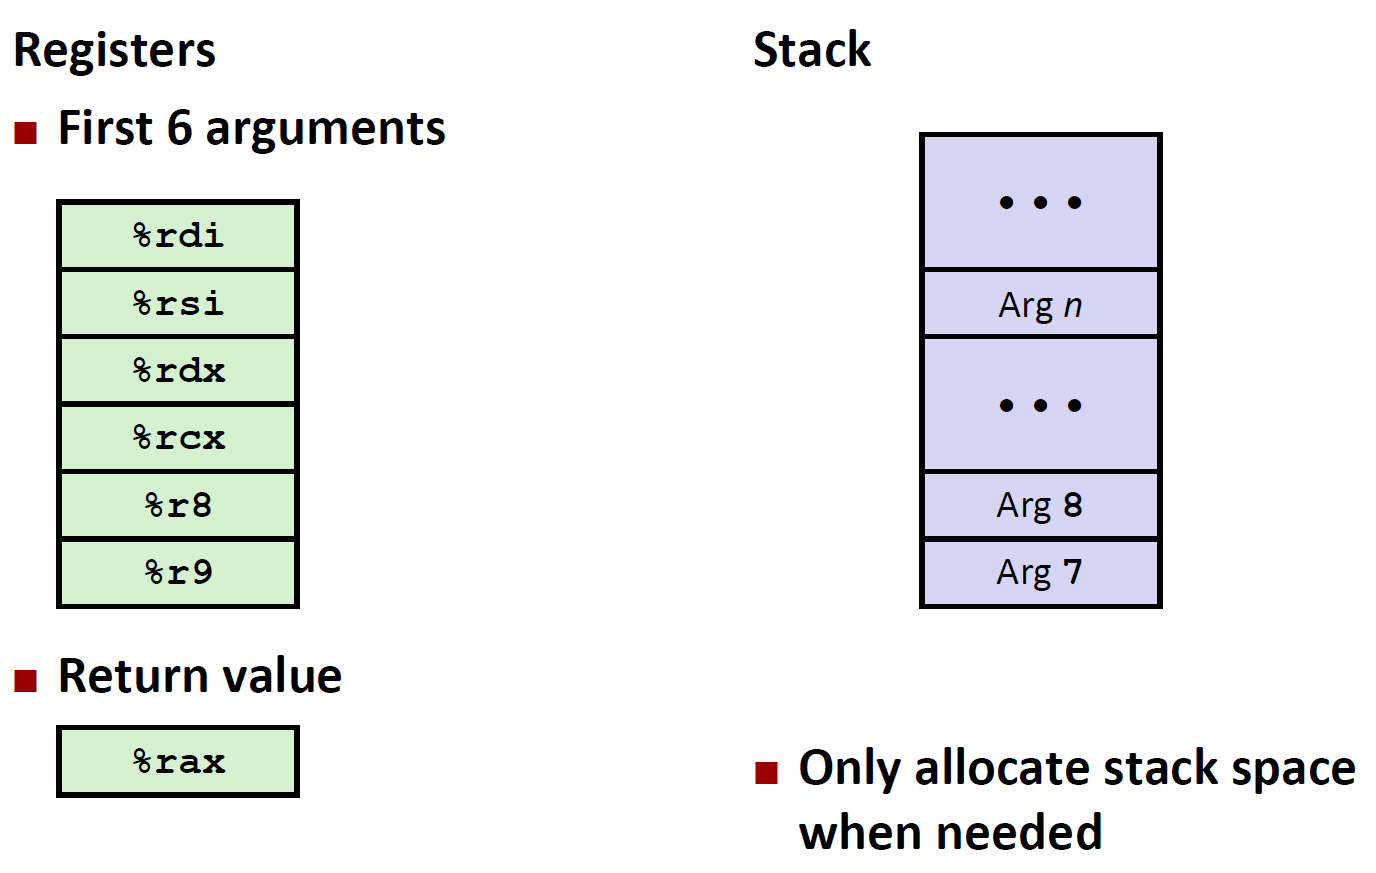 Registers
First 6 arguments
%rdi
%rsi
%rdx
%rcx
%r8
%r9
Return value
%rax
Stack
• • •
Arg n
• • •
Arg 8
Arg 7
Only allocate stack space
when needed